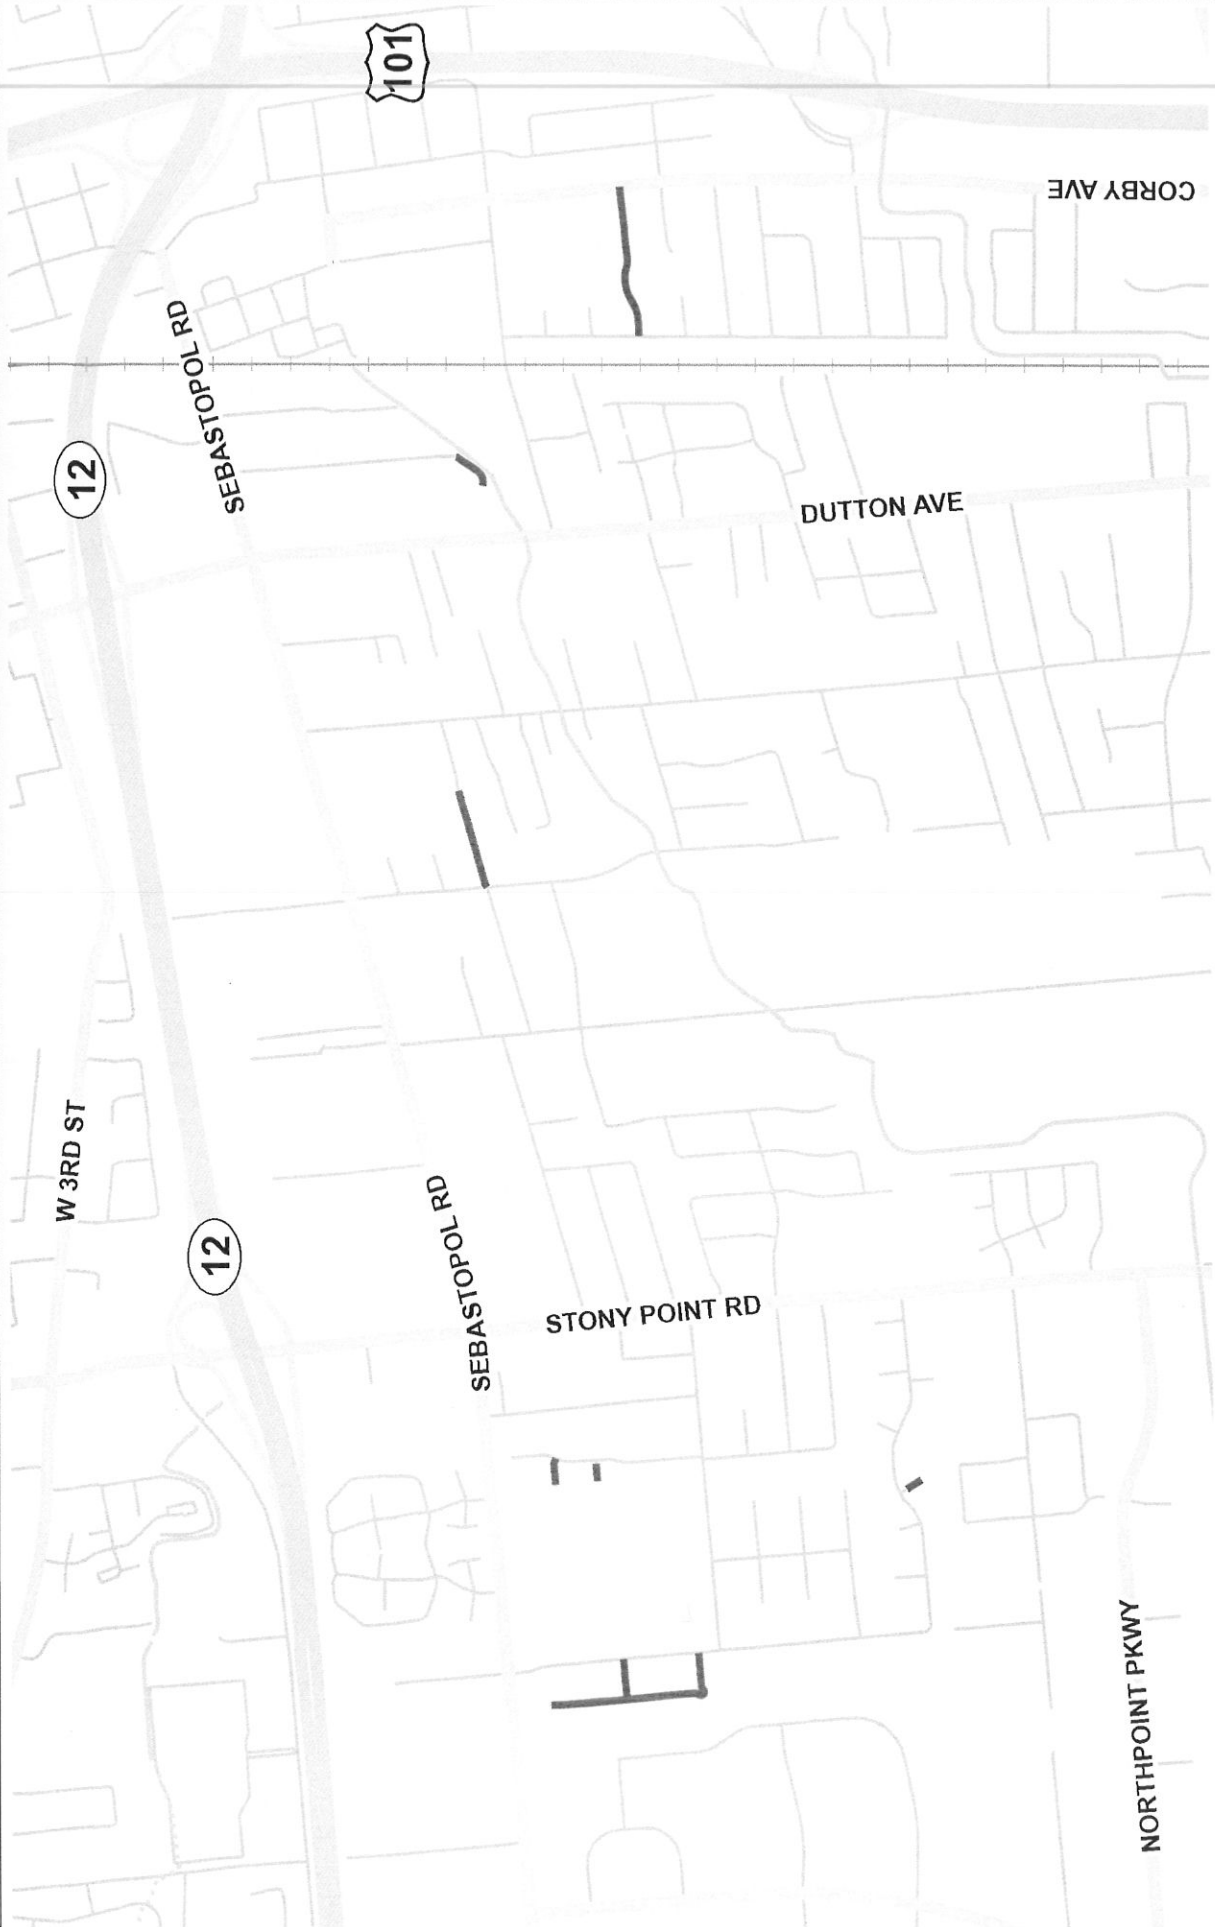 101
CORBY AVE
SEBASTOPOL RD
12
DUTTON AVE
W 3RD ST
12
SEBASTOPOL RD
STONY POINT RD
NORTHPOINT PKWY